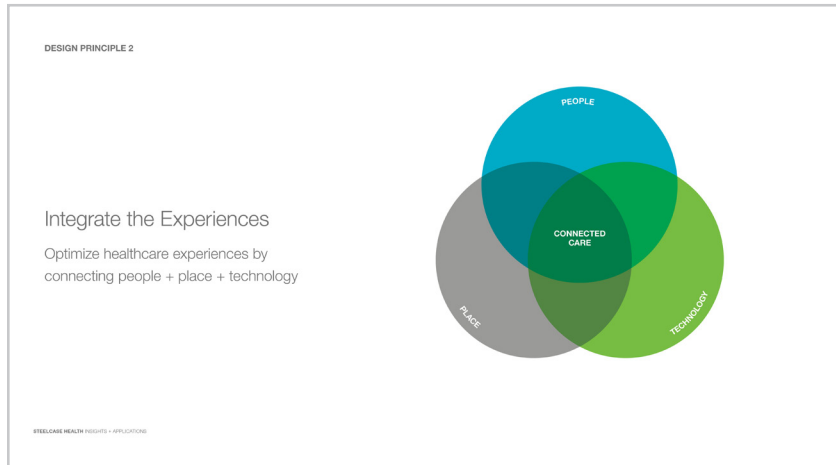 DESIGN PRINCIPLE 2
PEOPLE
Integrate the Experiences
Optimize healthcare experiences by
connecting people + place + technology
CONNECTED
CARE
PLACE
TECHNOLOGY
STEELCASE HEALTH INSIGHTS + APPLICATIONS